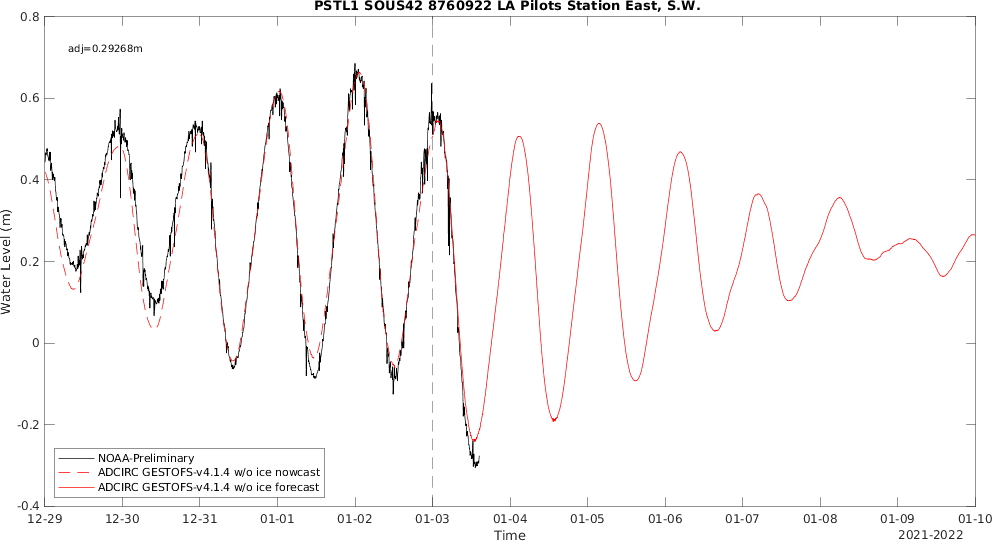 PSTL1 SOUS42 8760922 LA Pilots Station East, S.W.
adj=0.29268m
0.8
0.6
0.4
0.2
0
-0.2
-0.4
Water Level (m)
NOAA-Preliminary
ADCIRC GESTOFS-v4.1.4 w/o ice nowcast
ADCIRC GESTOFS-v4.1.4 w/o ice forecast
12-29 12-30 12-31 01-01 01-02 01-03 01-04 01-05 01-06 01-07 01-08 01-09 01-10
Time
2021-2022